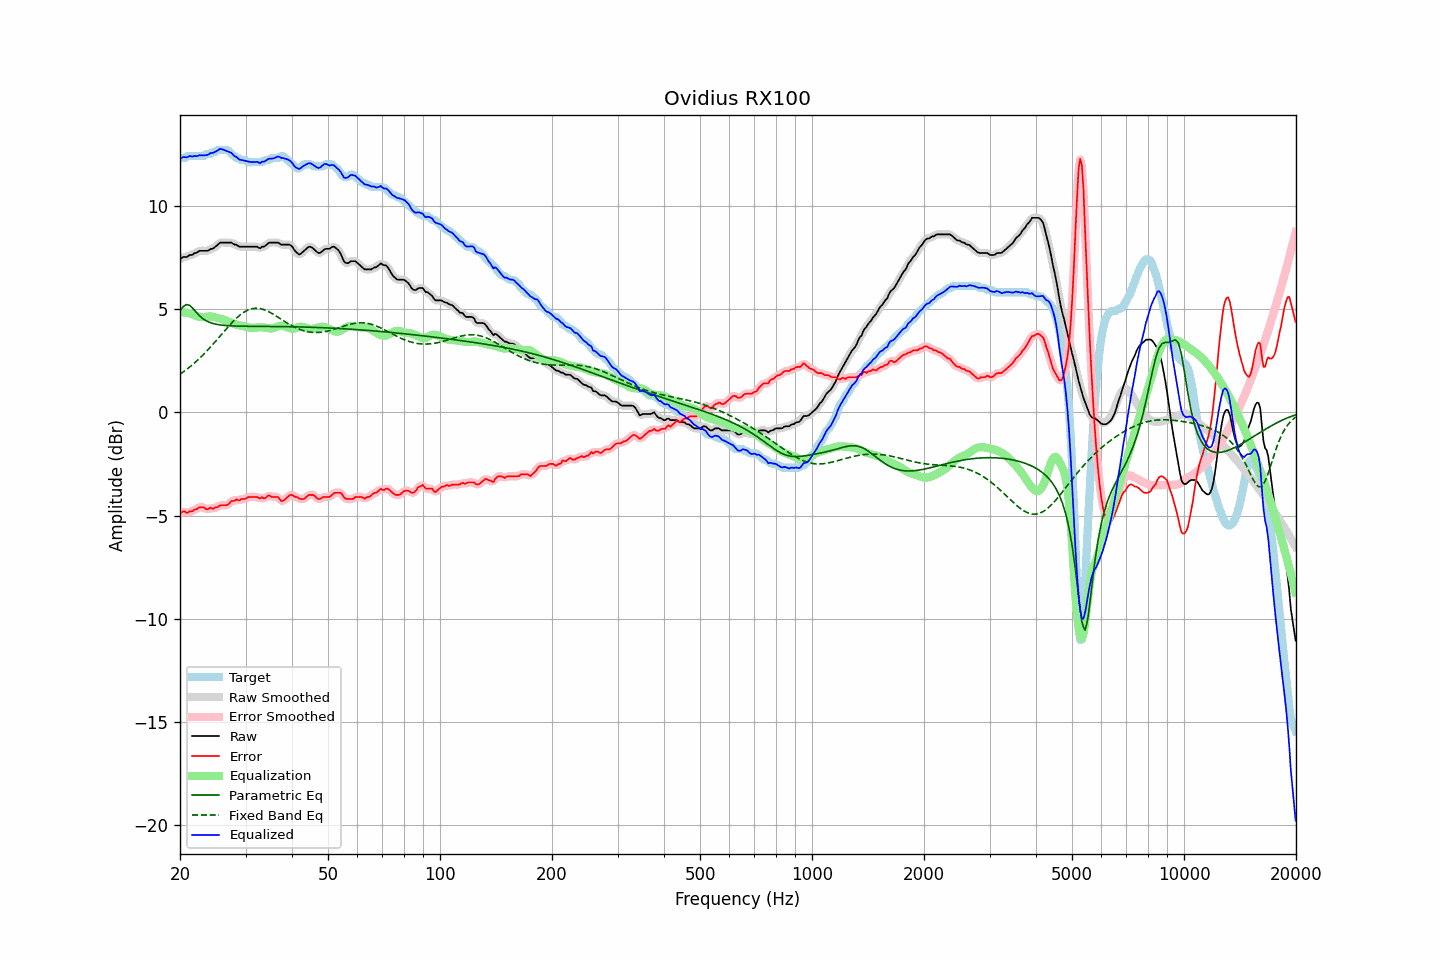 Ovidius RX100
Amplitude (dBr)
10
5
0
−5
−10
−15
−20
Target
Raw Smoothed
Error Smoothed
Raw
Error
Equalization
Parametric Eq
Fixed Band Eq
Equalized
20 50 100 200 500 1000 2000 5000 10000 20000
Frequency (Hz)